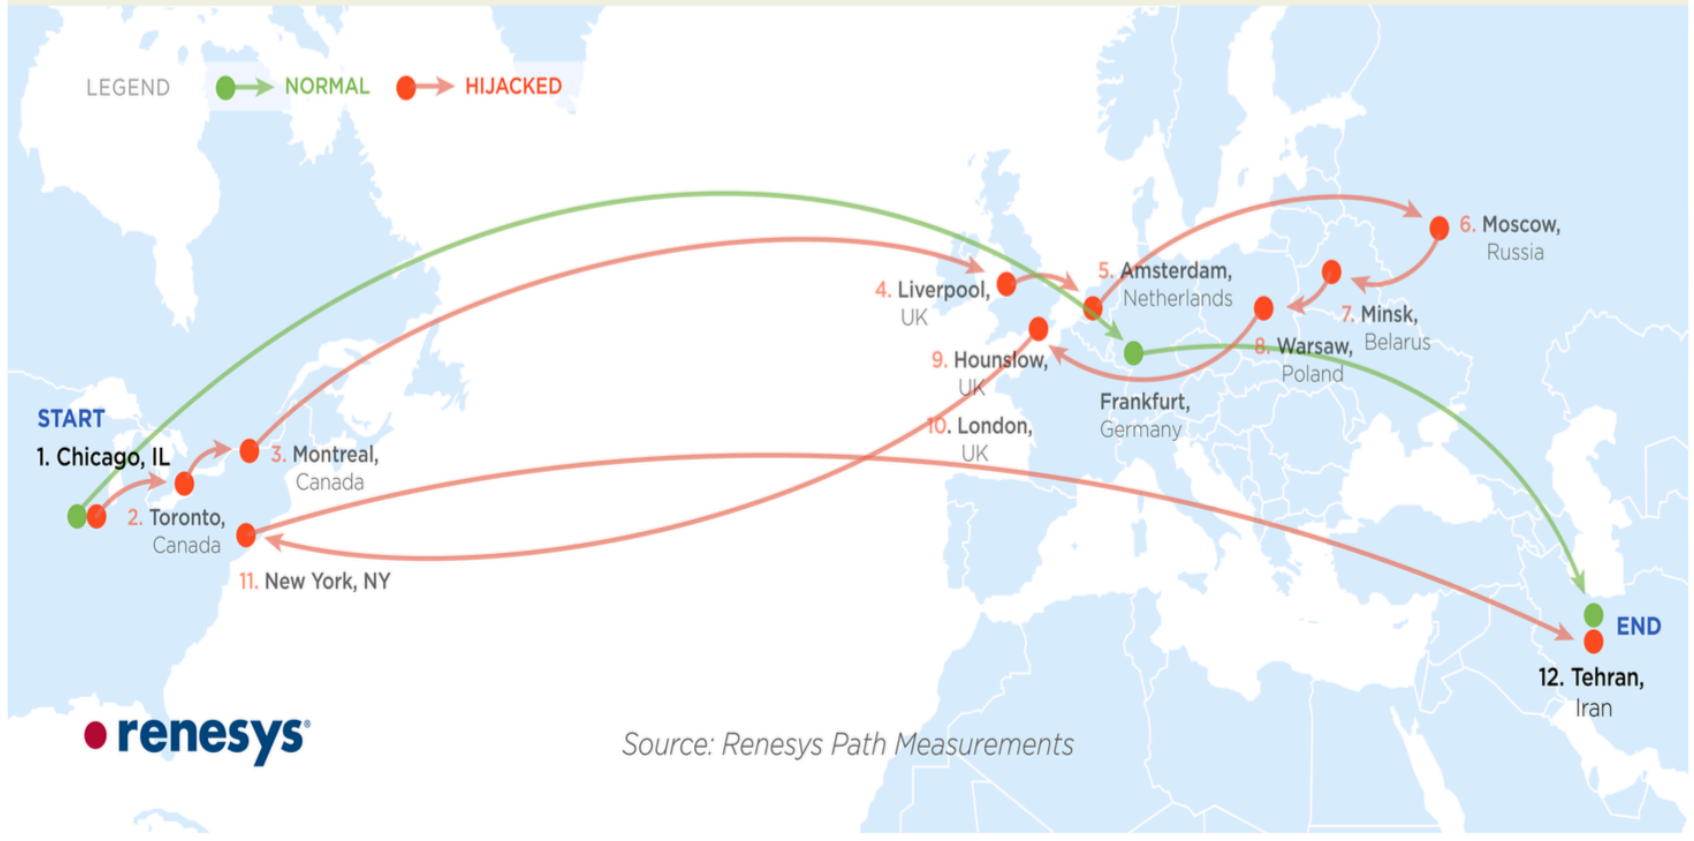 LEGEND
NORMAL
HIJACKED
START
1. Chicago, IL
2. Toronto,
Canada
3. Montreal,
Canada
4. Liverpool,
UK
5. Amsterdam,
Netherlands
6. Moscow,
Russia
7. Minsk,
Belarus
8. Warsaw,
Poland
9. Hounslow,
UK
10. London,
UK
Frankfurt,
Germany
11. New York, NY
END
12. Tehran,
Iran
renesys®
Source: Renesys Path Measurements